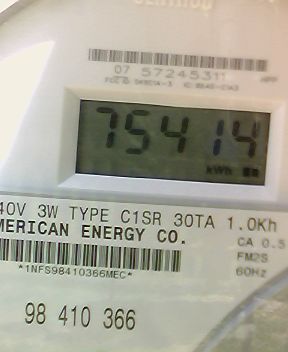 07 57245311
75414
kWh
40V 3W TYPE C1SR 30TA 1.0Kh
MERICAN ENERGY CO.
CA 0.5
FM2S
60Hz
*1NFS98410366MEC*
98 410 366